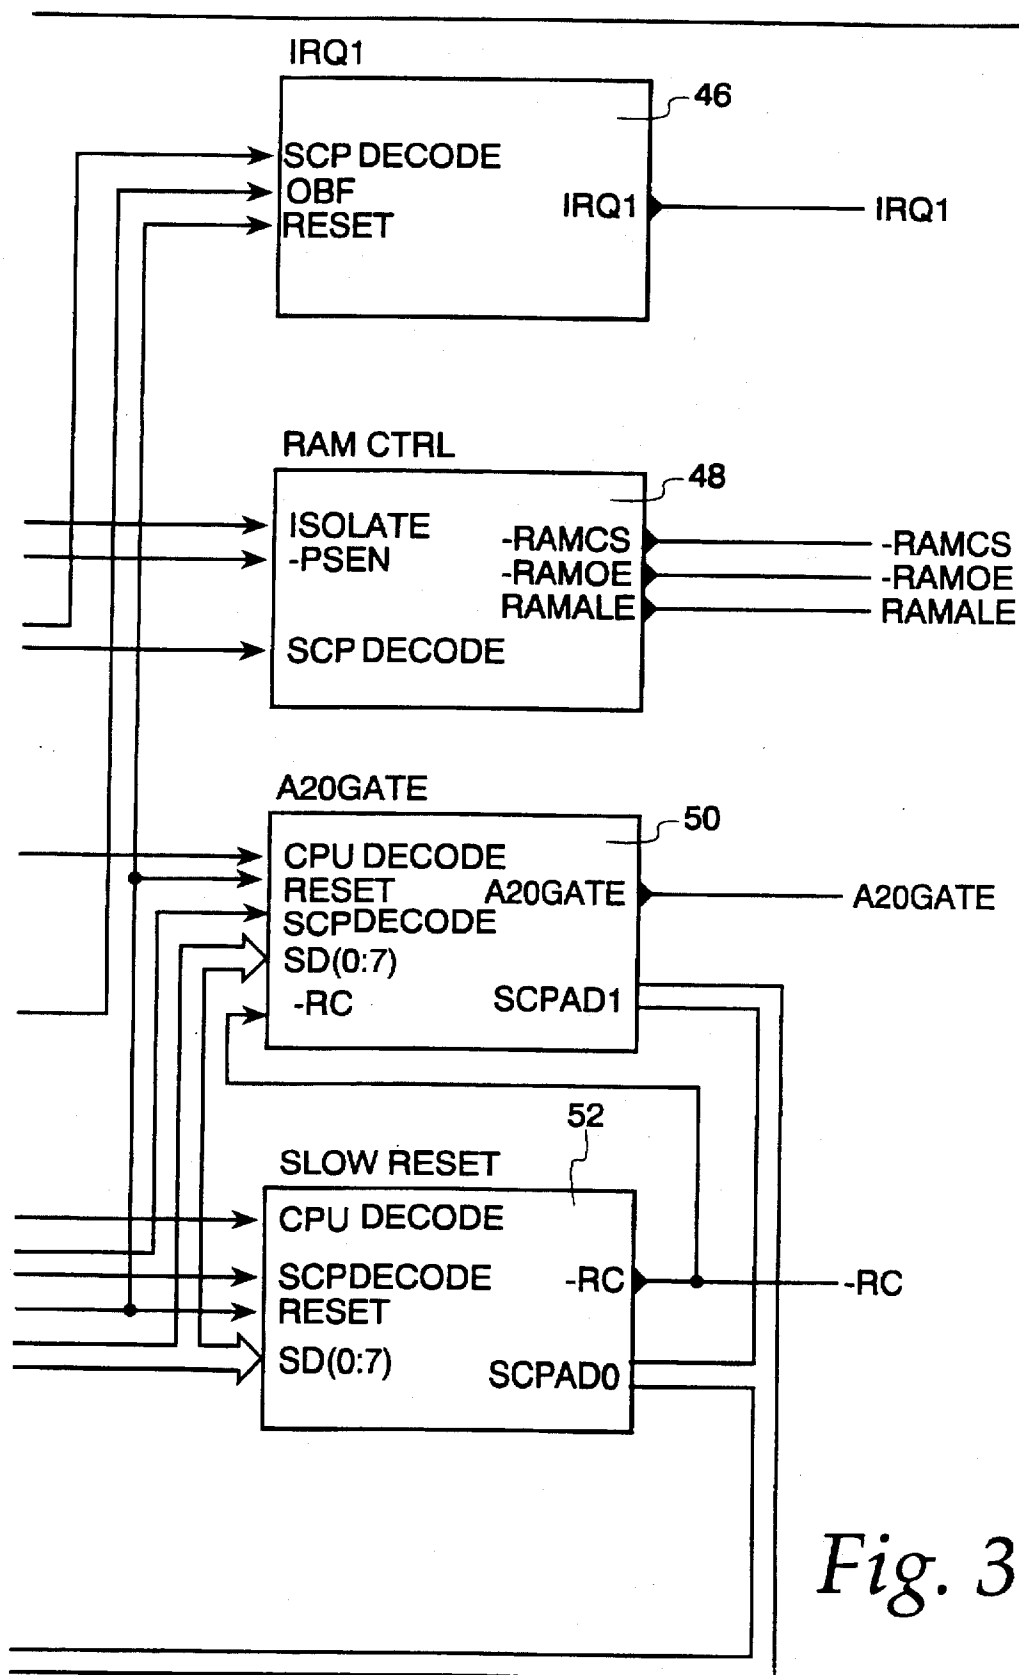 IRQ1
46
SCP DECODE
OBF
RESET
IRQ1
IRQ1
RAM CTRL
48
ISOLATE
-PSEN
SCP DECODE
-RAMCS
-RAMOE
RAMALE
-RAMCS
-RAMOE
RAMALE
A20GATE
50
CPU DECODE
RESET
SCPDECODE
SD(0:7)
-RC
A20GATE
SCPAD1
A20GATE
52
SLOW RESET
CPU DECODE
SCPDECODE
RESET
SD(0:7)
-RC
SCPAD0
-RC
Fig. 3